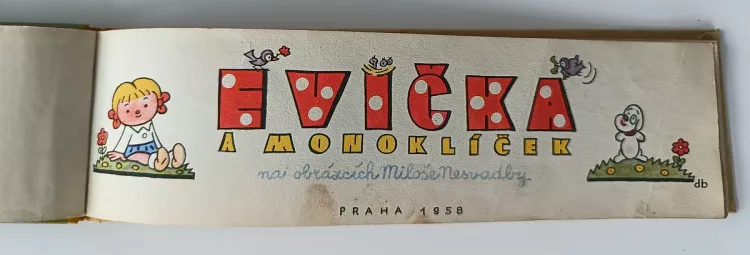 EVIČKA
A MONOKLÍČEK
na obrázcích Miloše Nesvadby
PRAHA 1958
db